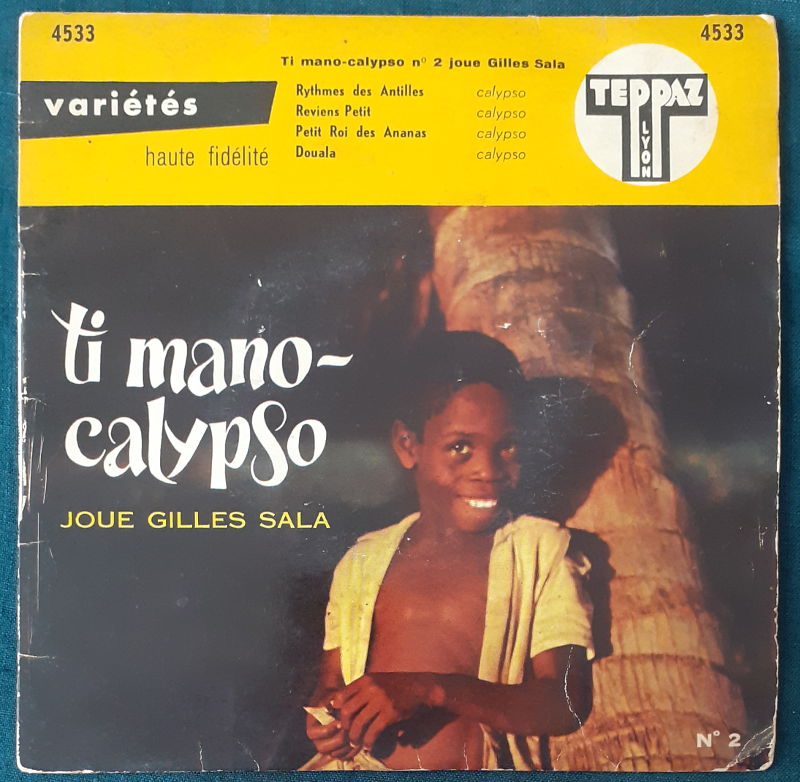 4533
4533
Ti mano-calypso n° 2 joue Gilles Sala
variétés
haute fidélité
Rythmes des Antilles calypso
Reviens Petit calypso
Petit Roi des Ananas calypso
Douala calypso
TEPPAZ
LYON
ti mano-
calypso
JOUE GILLES SALA
N° 2